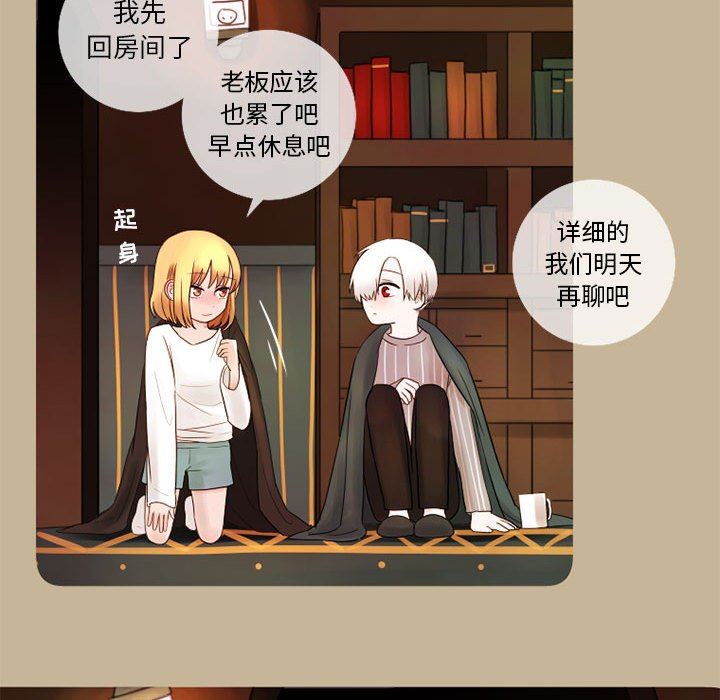 我先
回房间了
老板应该
也累了吧
早点休息吧
起
身
详细的
我们明天
再聊吧